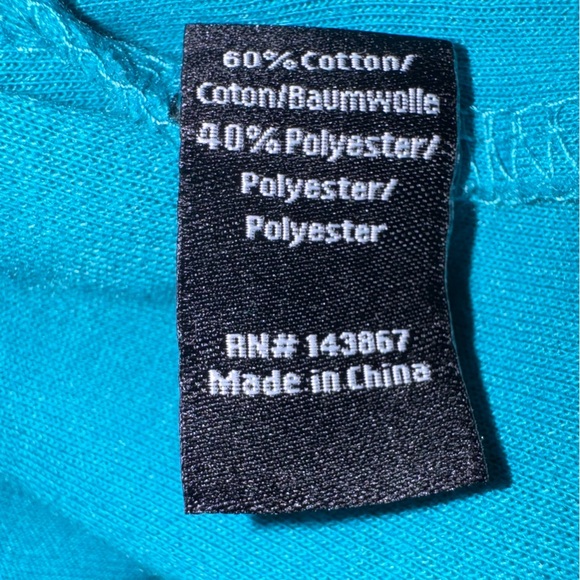 60% Cotton/
Coton/Baumwolle
40% Polyester/
Polyester/
Polyester
RN# 143867
Made in China